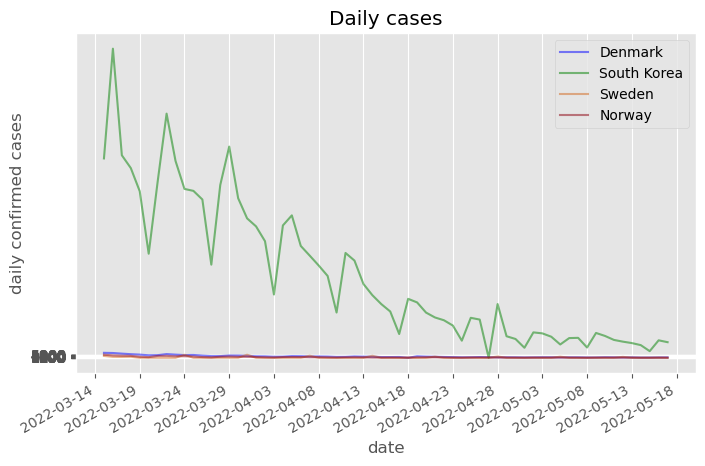 Daily cases
Denmark
South Korea
Sweden
Norway
daily confirmed cases
2022-03-14
2022-03-19
2022-03-24
2022-03-29
2022-04-03
2022-04-08
2022-04-13
2022-04-18
2022-04-23
2022-04-28
2022-05-03
2022-05-08
2022-05-13
2022-05-18
date